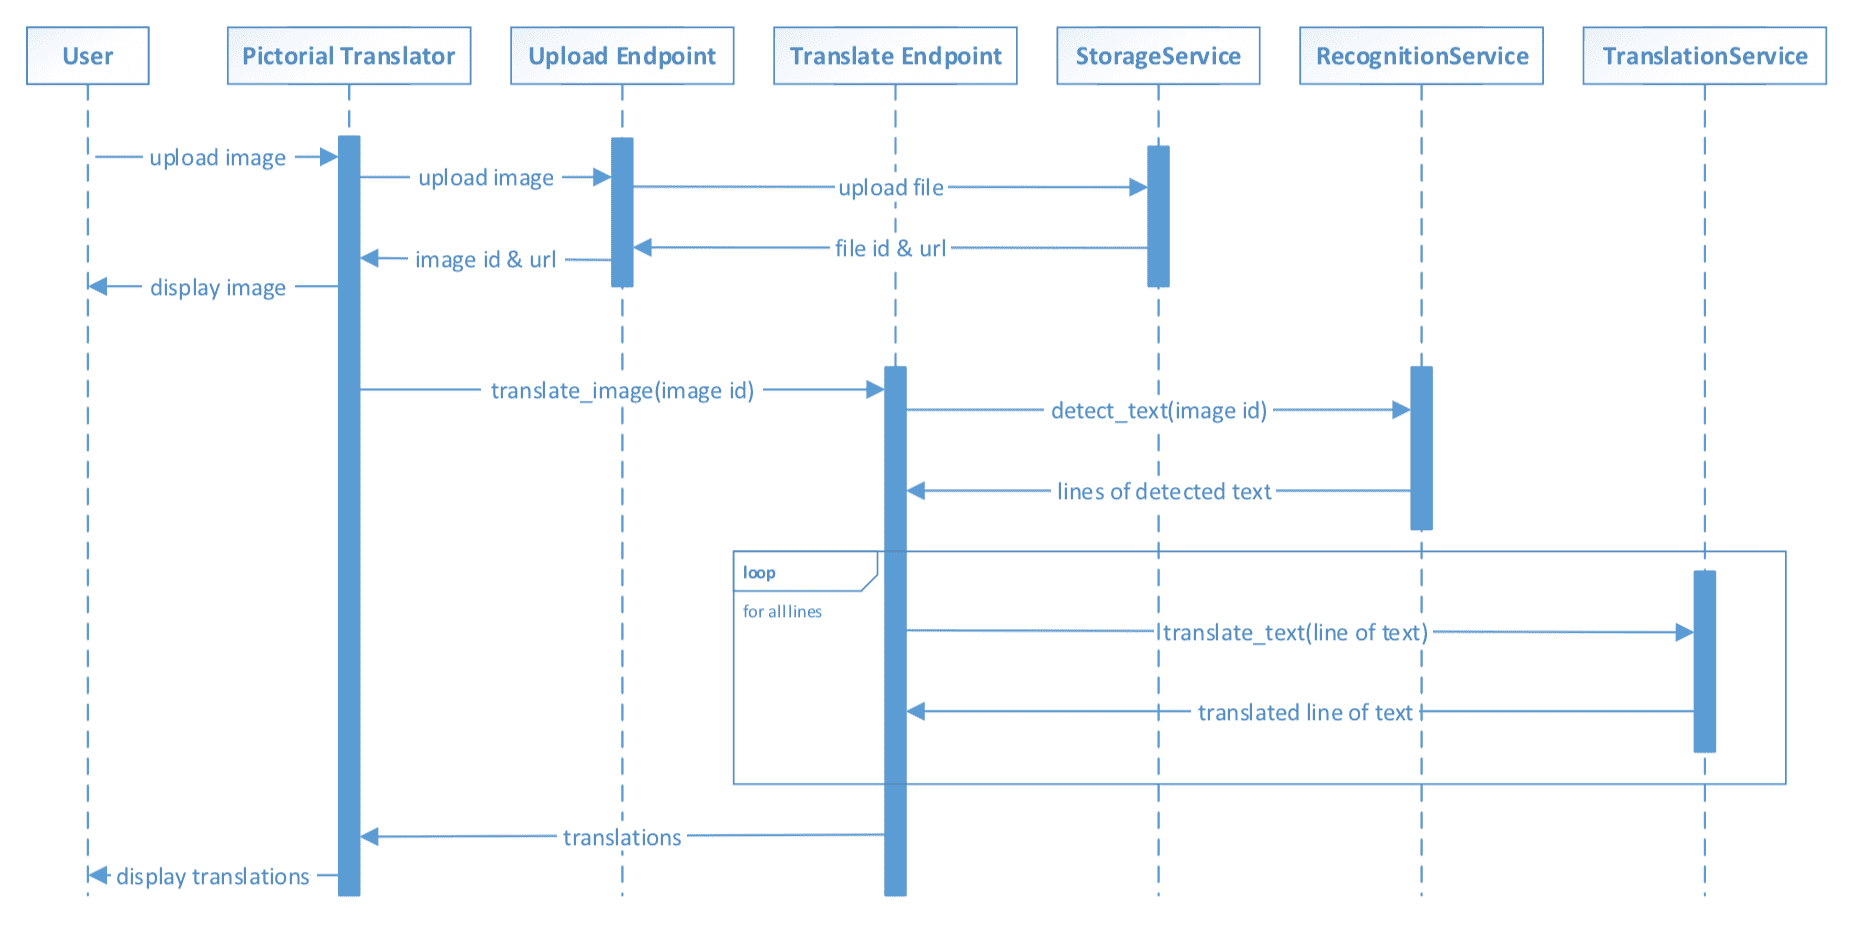 User
Pictorial Translator
Upload Endpoint
Translate Endpoint
StorageService
RecognitionService
TranslationService
upload image
upload image
upload file
file id & url
image id & url
display image
translate_image(image id)
detect_text(image id)
lines of detected text
loop
for all lines
translate_text(line of text)
translated line of text
translations
display translations